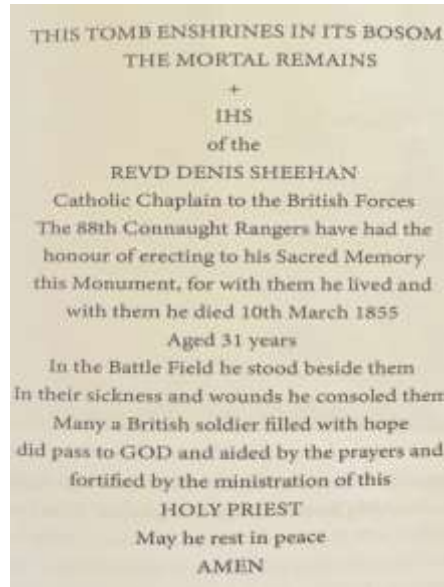 THIS TOMB ENSHRINES IN ITS BOSOM
THE MORTAL REMAINS
+
IHS
of the
REVD DENIS SHEEHAN
Catholic Chaplain to the British Forces
The 88th Connaught Rangers have had the
honour of erecting to his Sacred Memory
this Monument, for with them he lived and
with them he died 10th March 1855
Aged 31 years
In the Battle Field he stood beside them
In their sickness and wounds he consoled them
Many a British soldier filled with hope
did pass to GOD and aided by the prayers and
fortified by the ministration of this
HOLY PRIEST
May he rest in peace
AMEN